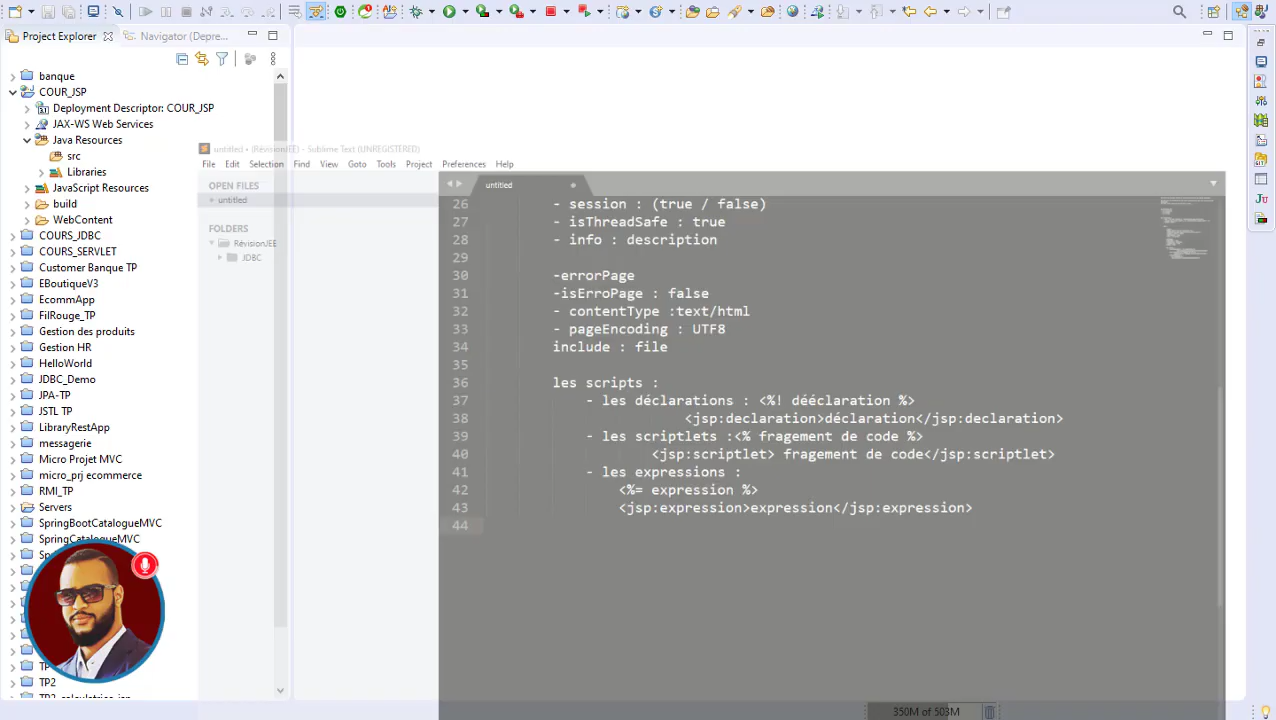 Project Explorer
Navigator (Depre...
banque
COUR_JSP
Deployment Descriptor: COUR_JSP
JAX-WS Web Services
Java Resources
src
Libraries
JavaScript Resources
build
WebContent
COURS_JDBC
COURS_SERVLET
Customer Banque TP
EBoutiqueV3
EcommApp
FilRouge_TP
Gestion des produits
Gestion HR
HelloWorld
JDBC_Demo
JPA-TP
JSTL TP
LibraryRestApp
messagerie
Micro Projet MVC
micro_prj ecommerce
RMI_TP
Servers
SpringBootCatalogueMVC
SpringCatalogueMVC
TP2
untitled • (RévisionJEE) - Sublime Text (UNREGISTERED)
File Edit Selection Find View Goto Tools Project Preferences Help
OPEN FILES
untitled
FOLDERS
RévisionJEE
JDBC
untitled
26 - session : (true / false)
27 - isThreadSafe : true
28 - info : description
29
30 -errorPage
31 -isErroPage : false
32 - contentType :text/html
33 - pageEncoding : UTF8
34 include : file
35
36 les scripts :
37 - les déclarations : <%! dééclaration %>
38 <jsp:declaration>déclaration</jsp:declaration>
39 - les scriptlets :<% fragement de code %>
40 <jsp:scriptlet> fragement de code</jsp:scriptlet>
41 - les expressions :
42 <%= expression %>
43 <jsp:expression>expression</jsp:expression>
44
350M of 503M